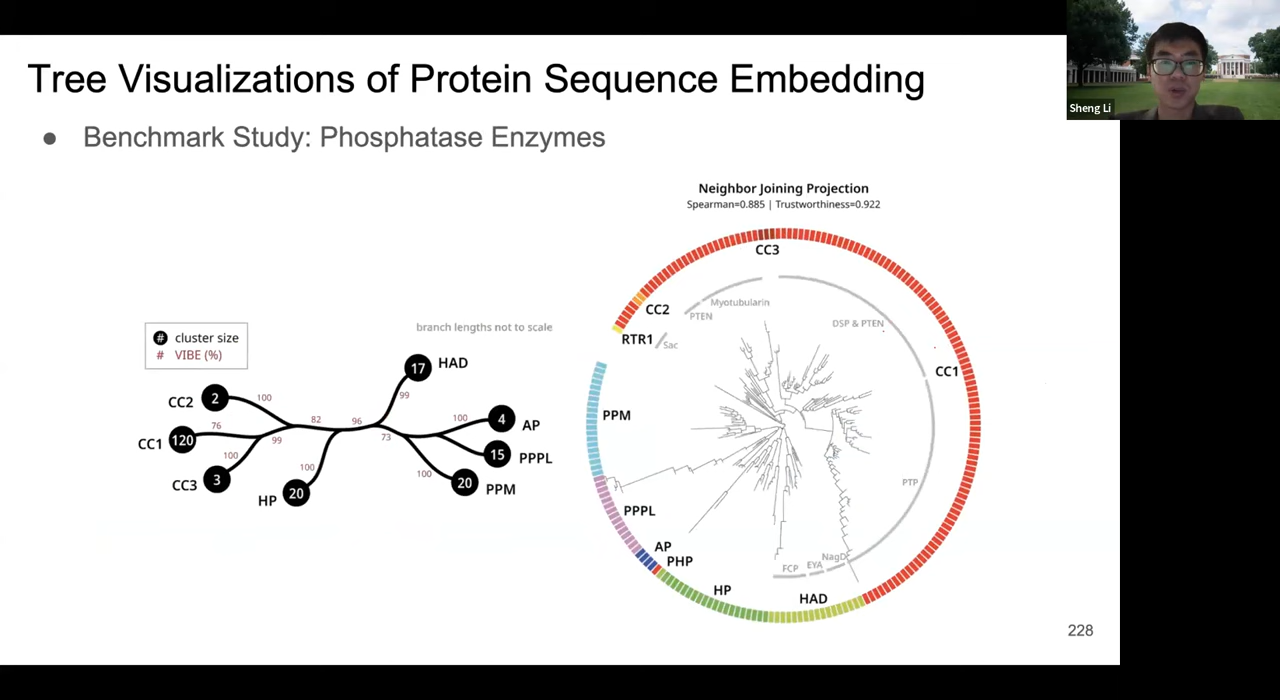 Tree Visualizations of Protein Sequence Embedding
● Benchmark Study: Phosphatase Enzymes
Sheng Li
Neighbor Joining Projection
Spearman=0.885 | Trustworthiness=0.922
# cluster size
# VIBE (%)
branch lengths not to scale
CC2 2
100
CC1 120
76
CC3 3
100
99
82
HP 20
100
96
17 HAD
99
73
100
4 AP
15 PPPL
100
20 PPM
CC3
CC2
RTR1
Sac
PTEN
Myotubularin
DSP & PTEN
CC1
PPM
PTP
PPPL
AP
PHP
HP
HAD
FCP
EYA
NagD
228